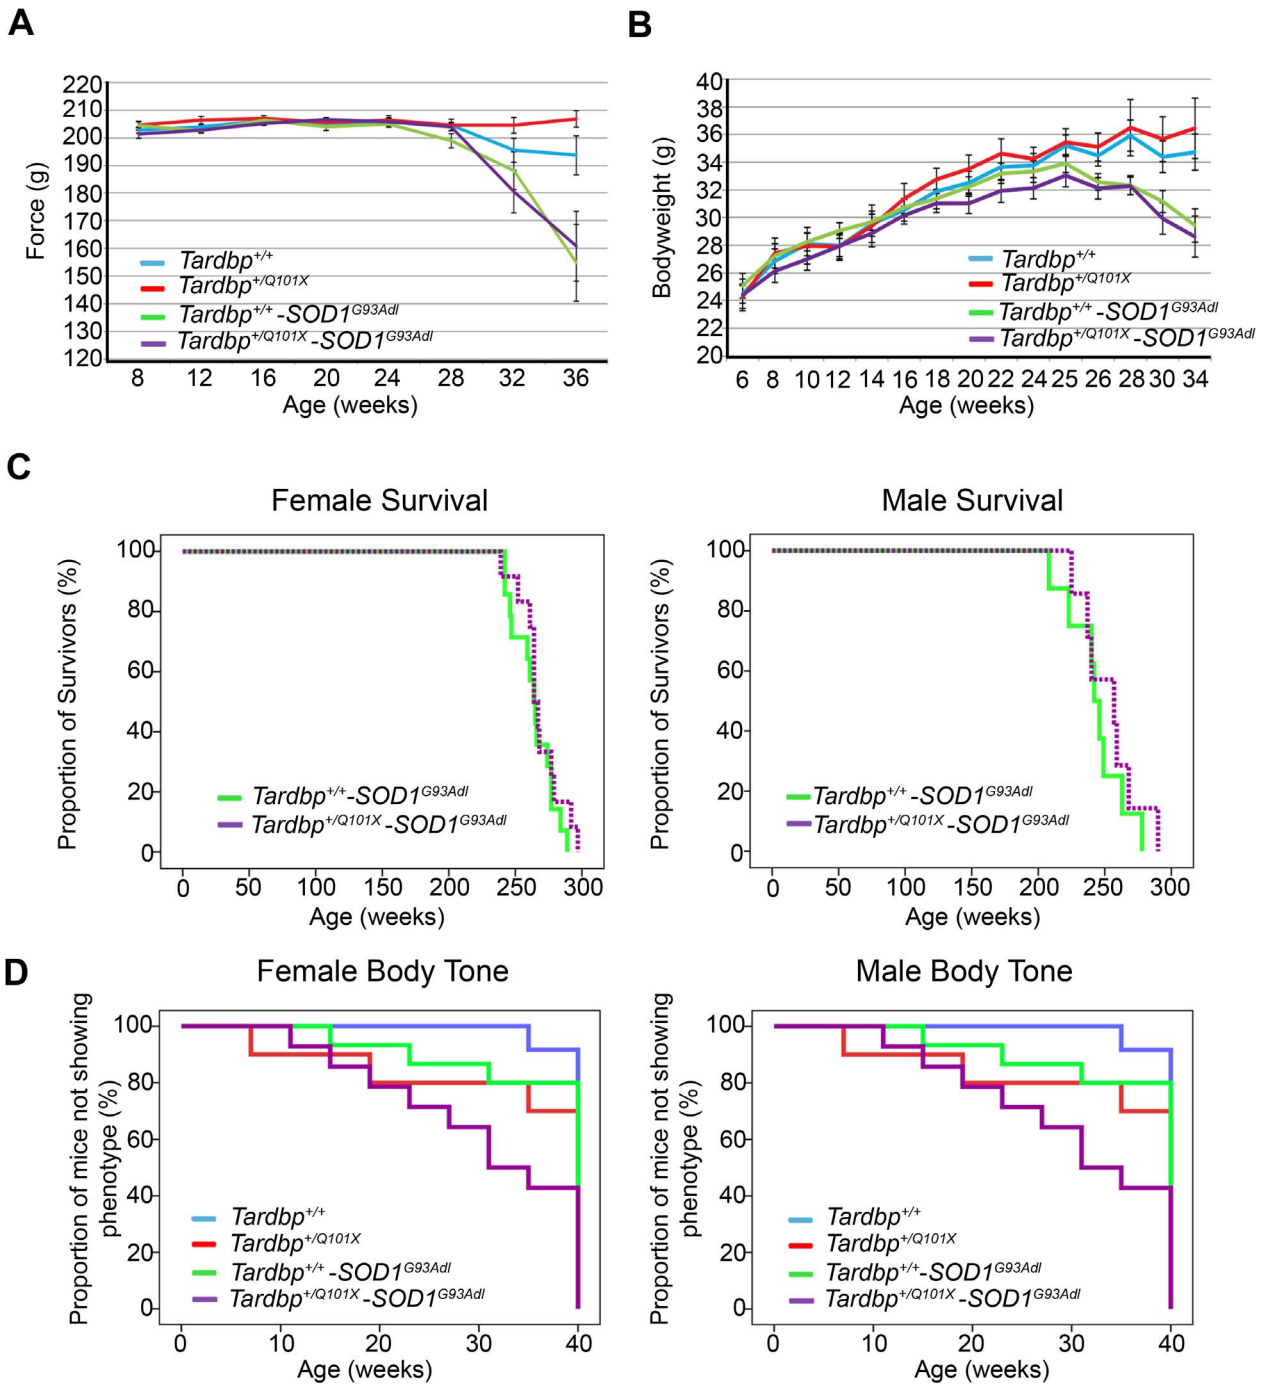 A
220
210
200
190
180
170
160
150
140
130
120
Force (g)
Tardbp+/+
Tardbp+/Q101X
Tardbp+/+ -SOD1G93Adl
Tardbp+/Q101X -SOD1G93Adl
8 12 16 20 24 28 32 36
Age (weeks)
B
40
38
36
34
32
30
28
26
24
22
20
Bodyweight (g)
Tardbp+/+
Tardbp+/Q101X
Tardbp+/+ -SOD1G93Adl
Tardbp+/Q101X -SOD1G93Adl
6 8 10 12 14 16 18 20 22 24 25 26 28 30 34
Age (weeks)
C
Female Survival
100
80
60
40
20
0
Proportion of Survivors (%)
Tardbp+/+-SOD1G93Adl
Tardbp+/Q101X -SOD1G93Adl
0 50 100 150 200 250 300
Age (weeks)
Male Survival
100
80
60
40
20
0
Proportion of Survivors (%)
Tardbp+/+ -SOD1G93Adl
Tardbp+/Q101X -SOD1G93Adl
0 50 100 150 200 250 300
Age (weeks)
D
Female Body Tone
100
80
60
40
20
0
Proportion of mice not showing
phenotype (%)
Tardbp+/+
Tardbp+/Q101X
Tardbp+/+ -SOD1G93Adl
Tardbp+/Q101X -SOD1G93Adl
0 10 20 30 40
Age (weeks)
Male Body Tone
100
80
60
40
20
0
Proportion of mice not showing
phenotype (%)
Tardbp+/+
Tardbp+/Q101X
Tardbp+/+-SOD1G93Adl
Tardbp+/Q101X -SOD1G93Adl
0 10 20 30 40
Age (weeks)